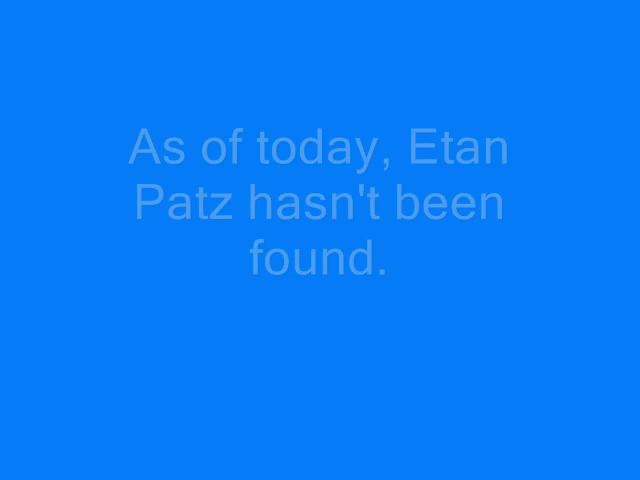 As of today, Etan
Patz hasn't been
found.